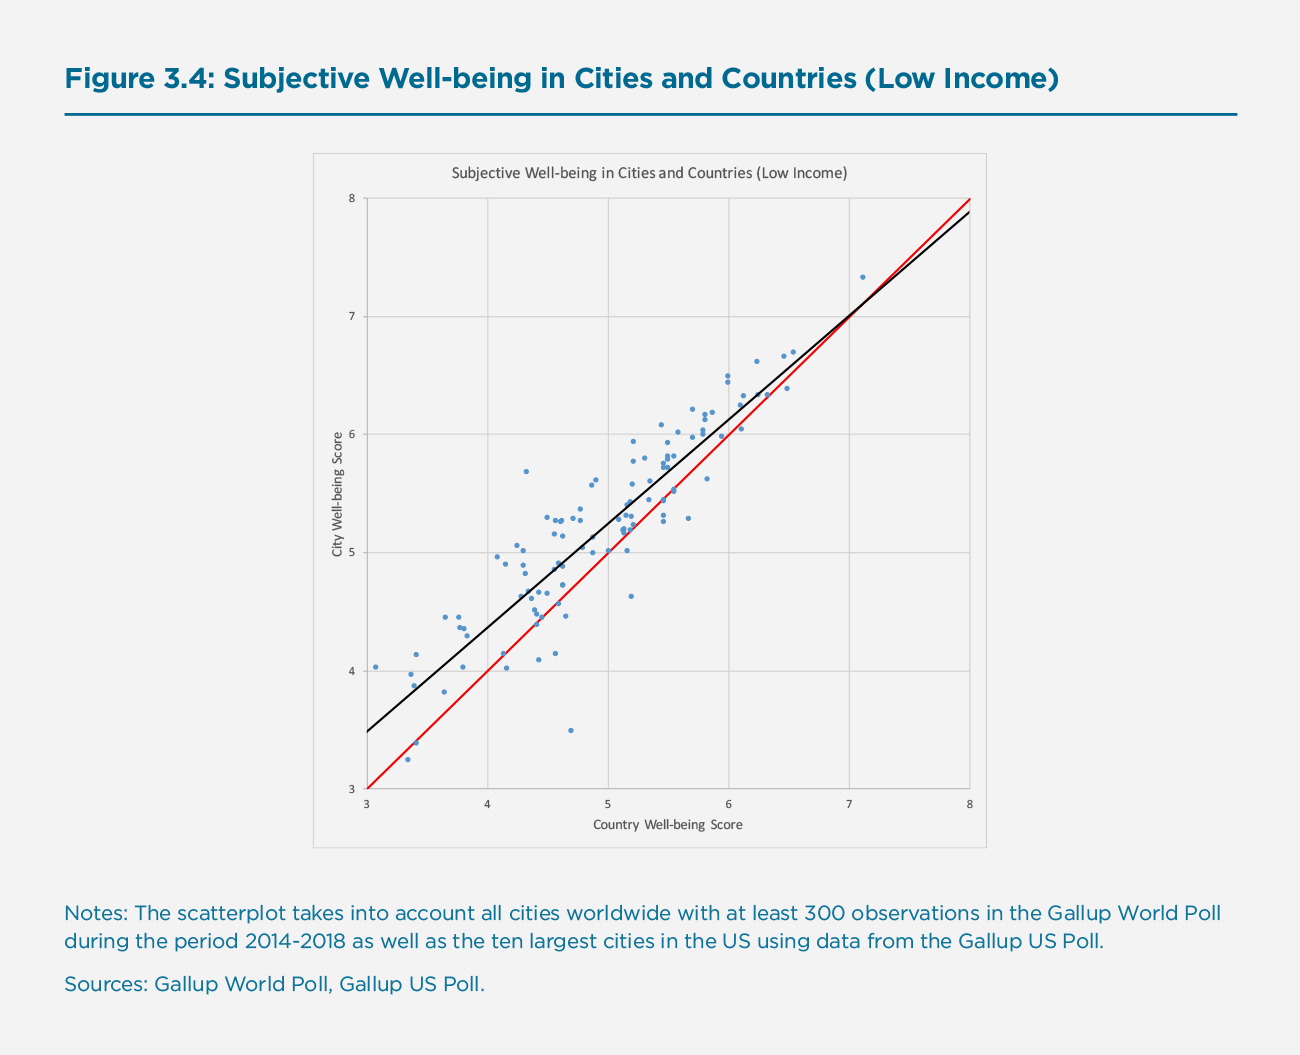 Figure 3.4: Subjective Well-being in Cities and Countries (Low Income)
Subjective Well-being in Cities and Countries (Low Income)
8
7
6
5
4
3
City Well-being Score
3 4 5 6 7 8
Country Well-being Score
Notes: The scatterplot takes into account all cities worldwide with at least 300 observations in the Gallup World Poll
during the period 2014-2018 as well as the ten largest cities in the US using data from the Gallup US Poll.
Sources: Gallup World Poll, Gallup US Poll.